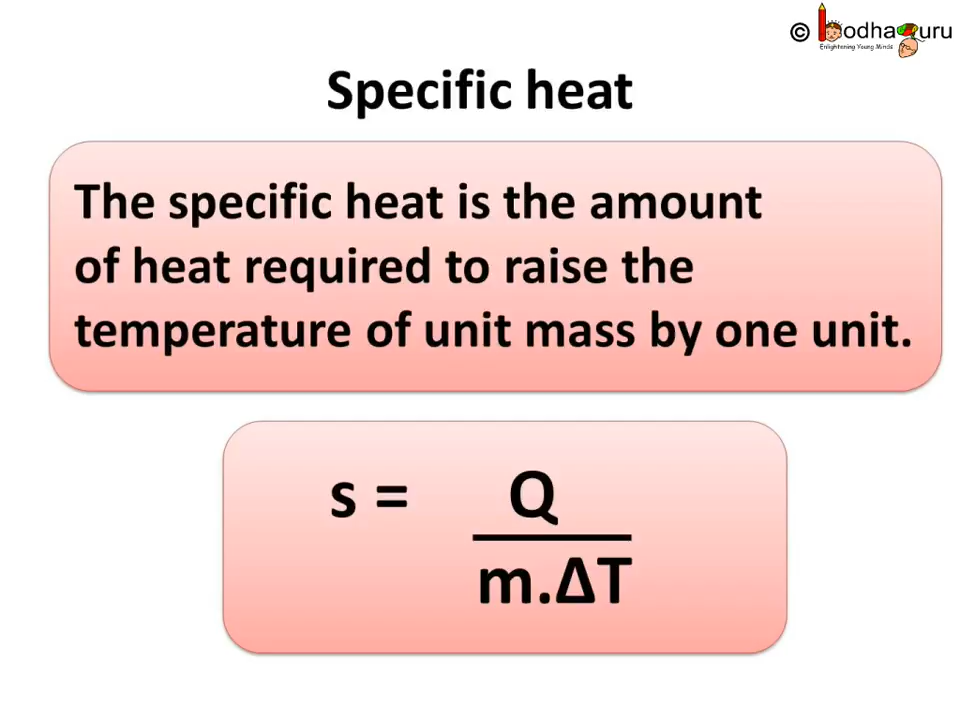 © BodhaGuru
Enlightening Young Minds
Specific heat
The specific heat is the amount
of heat required to raise the
temperature of unit mass by one unit.
s = Q
m.ΔT